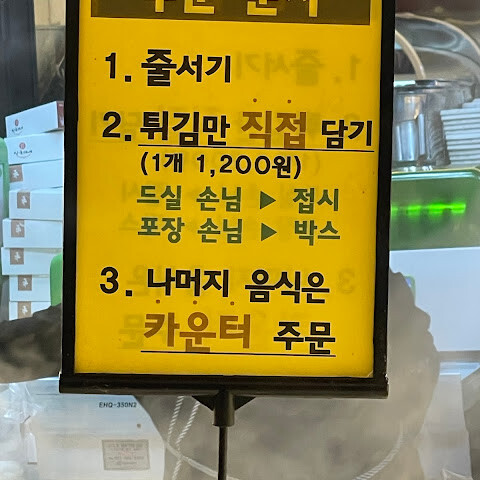 1. 줄서기
2. 튀김만 직접 담기
(1개 1,200원)
드실 손님 ▶ 접시
포장 손님 ▶ 박스
3. 나머지 음식은
카운터 주문
EHQ-350N2